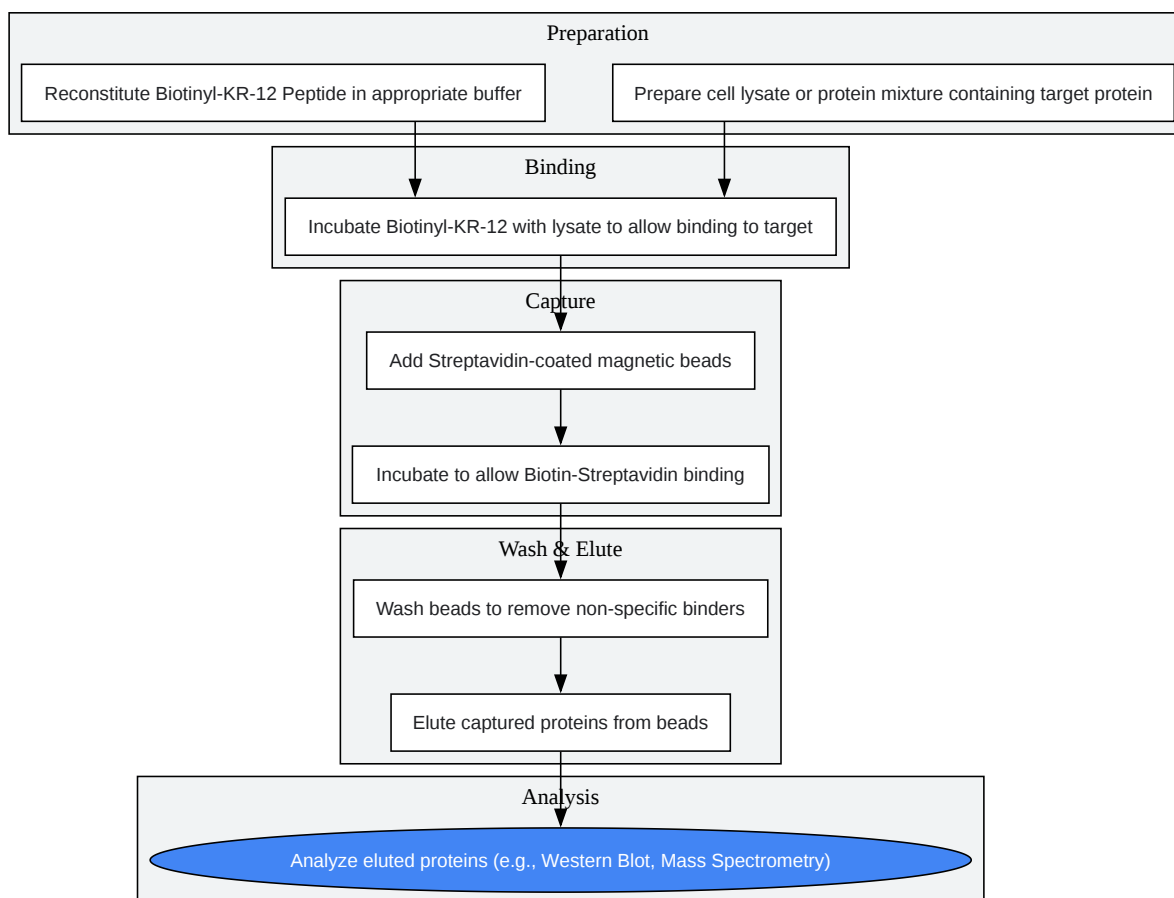 Preparation
Reconstitute Biotinyl-KR-12 Peptide in appropriate buffer
Prepare cell lysate or protein mixture containing target protein
Binding
Incubate Biotinyl-KR-12 with lysate to allow binding to target
Capture
Add Streptavidin-coated magnetic beads
Incubate to allow Biotin-Streptavidin binding
Wash & Elute
Wash beads to remove non-specific binders
Elute captured proteins from beads
Analysis
Analyze eluted proteins (e.g., Western Blot, Mass Spectrometry)